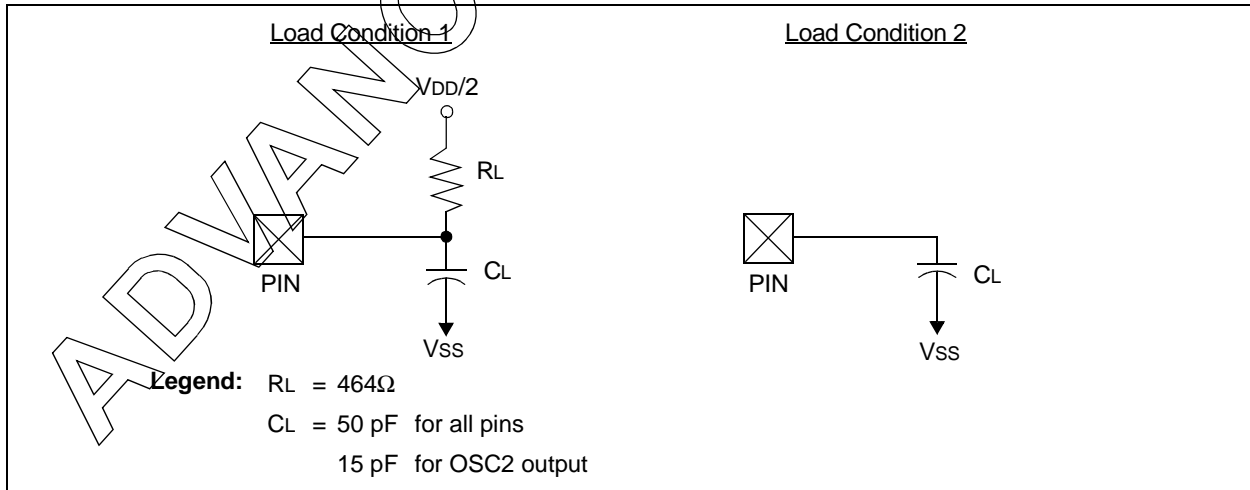 Load Condition 1
Load Condition 2
VDD/2
RL
PIN
CL
VSS
PIN
CL
VSS
Legend: RL = 464Ω
CL = 50 pF for all pins
15 pF for OSC2 output
ADVAN